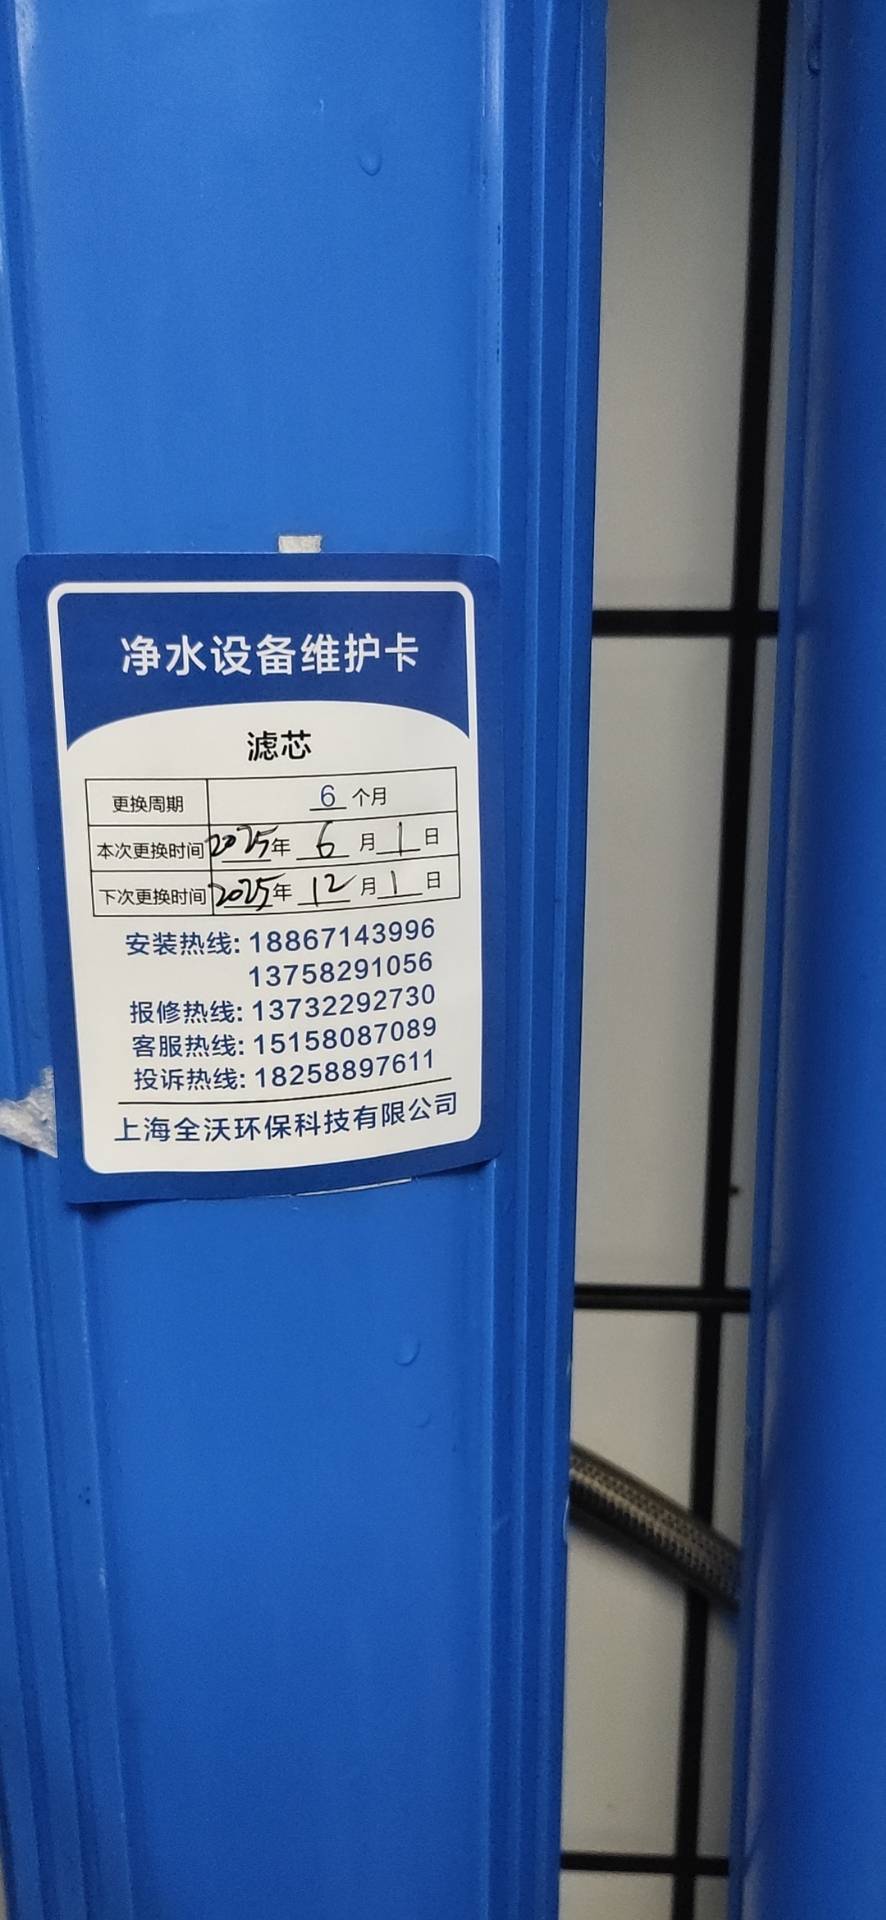 净水设备维护卡
滤芯
更换周期 6 个月
本次更换时间 2025年 6 月 1 日
下次更换时间 2025年 12 月 1 日
安装热线: 18867143996
13758291056
报修热线: 13732292730
客服热线: 15158087089
投诉热线: 18258897611
上海全沃环保科技有限公司